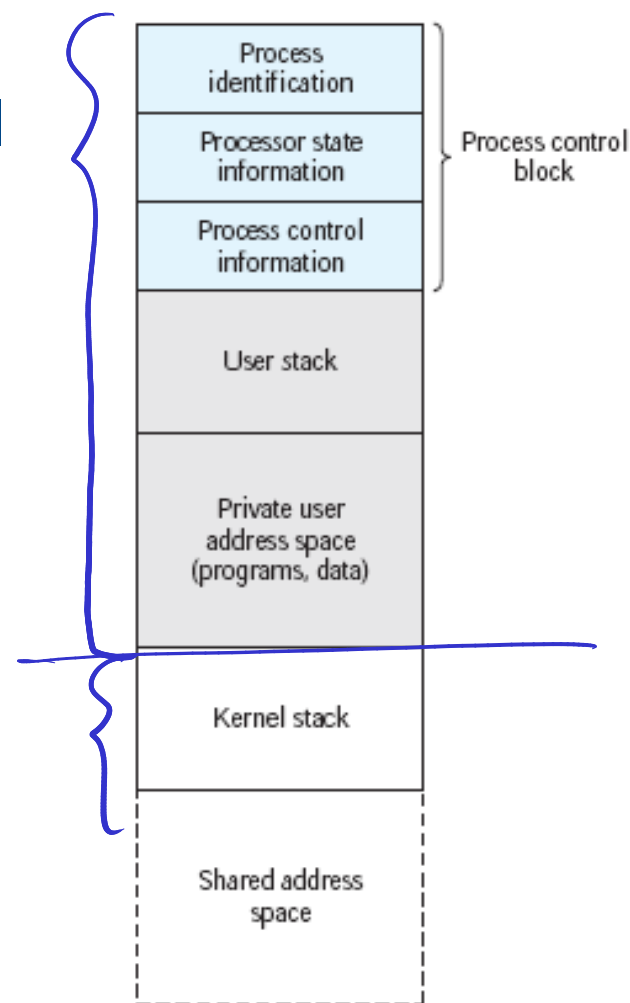 Process
identification
Processor state
information
Process control
block
Process control
information
User stack
Private user
address space
(programs, data)
Kernel stack
Shared address
space